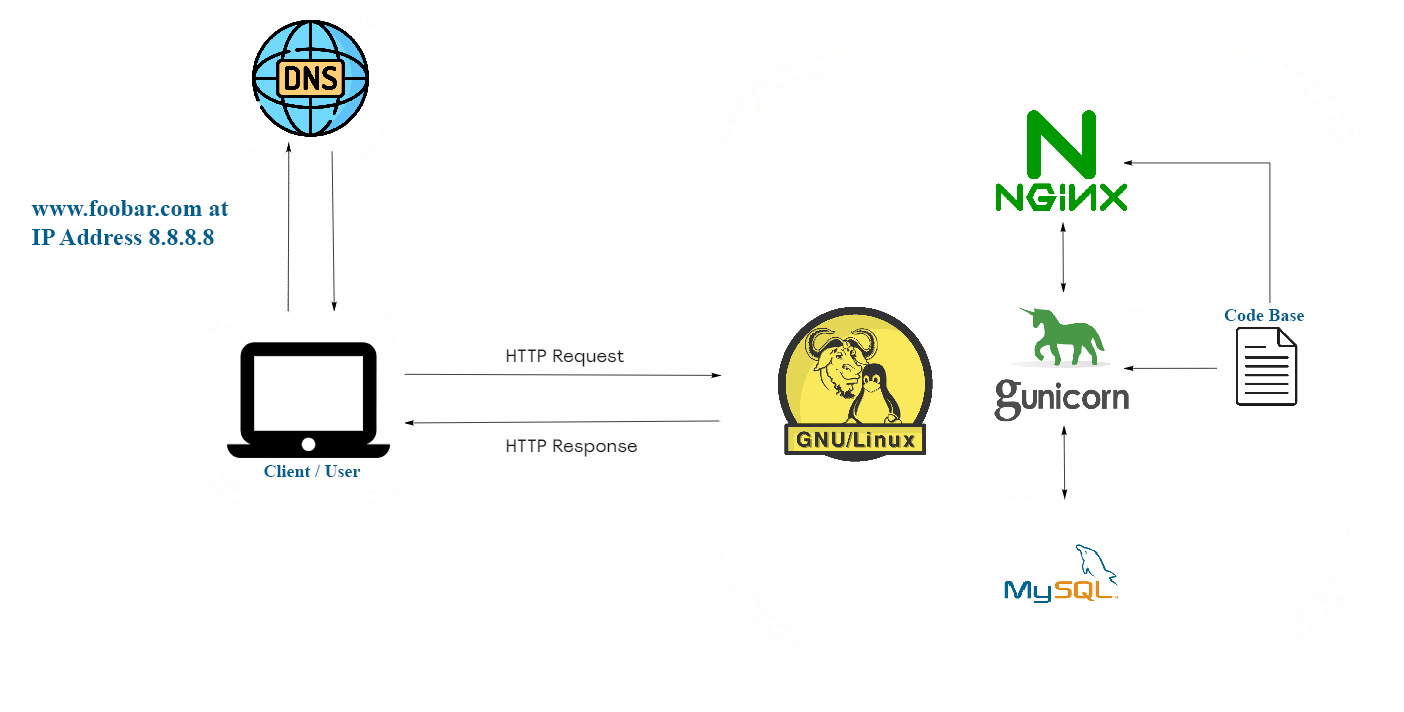 DNS
www.foobar.com at
IP Address 8.8.8.8
Client / User
HTTP Request
HTTP Response
GNU/Linux
NGiNX
gunicorn
Code Base
MySQL